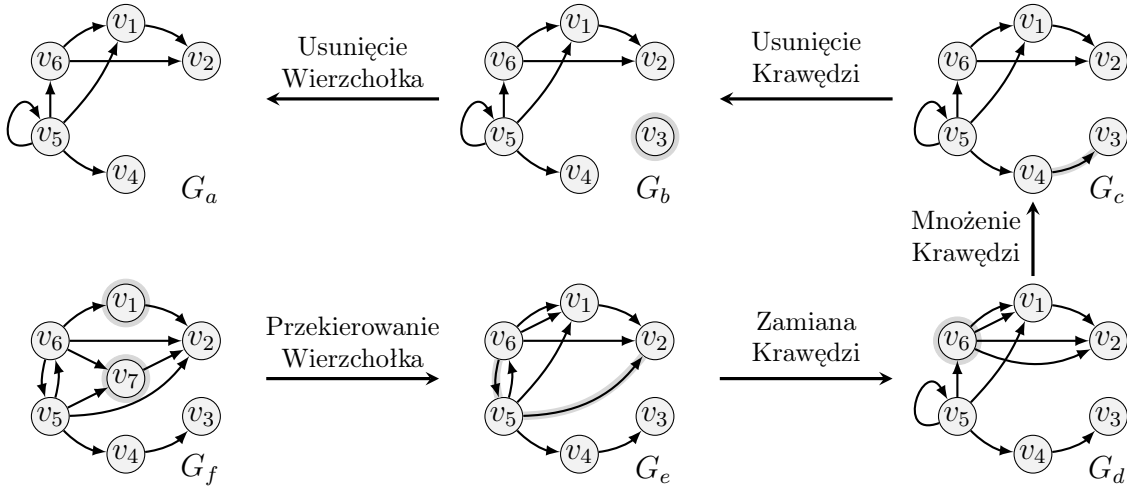 v1
v6
v2
v5
v4
Ga
Usunięcie
Wierzchołka
v1
v6
v2
v5
v3
v4
Gb
Usunięcie
Krawędzi
v1
v6
v2
v5
v3
v4
Gc
Mnożenie
Krawędzi
v1
v6
v2
v7
v5
v3
v4
Gf
Przekierowanie
Wierzchołka
v1
v6
v2
v5
v3
v4
Ge
Zamiana
Krawędzi
v1
v6
v2
v5
v3
v4
Gd